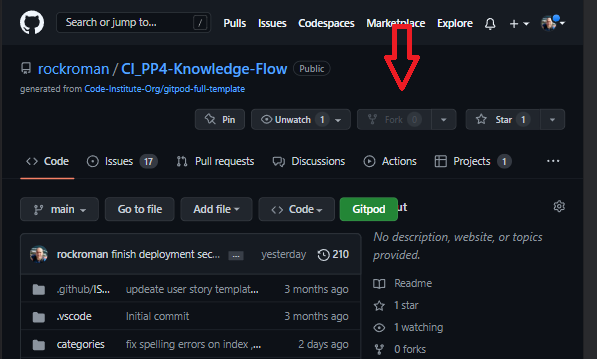 Search or jump to... /
Pulls Issues Codespaces Marketplace Explore
rockroman / CI_PP4-Knowledge-Flow Public
generated from Code-Institute-Org/gitpod-full-template
Pin Unwatch 1 Fork 0 Star 1
<> Code Issues 17 Pull requests Discussions Actions Projects 1 ...
main Go to file Add file <> Code Gitpod ut
No description, website, or topics
provided.
rockroman finish deployment sec... ... yesterday 210
.github/IS... updeate user story templat... 3 months ago
.vscode Initial commit 3 months ago
categories fix spelling errors on index ,... 2 days ago
Readme
1 star
1 watching
0 forks